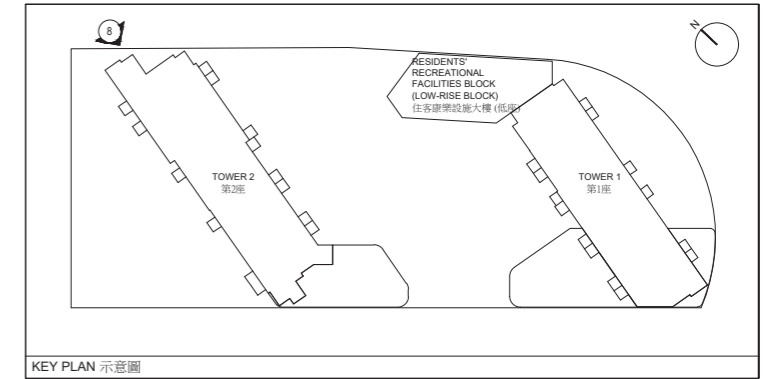 8
N
RESIDENTS'
RECREATIONAL
FACILITIES BLOCK
(LOW-RISE BLOCK)
住客康樂設施大樓 (低座)
TOWER 2
第2座
TOWER 1
第1座
KEY PLAN 示意圖